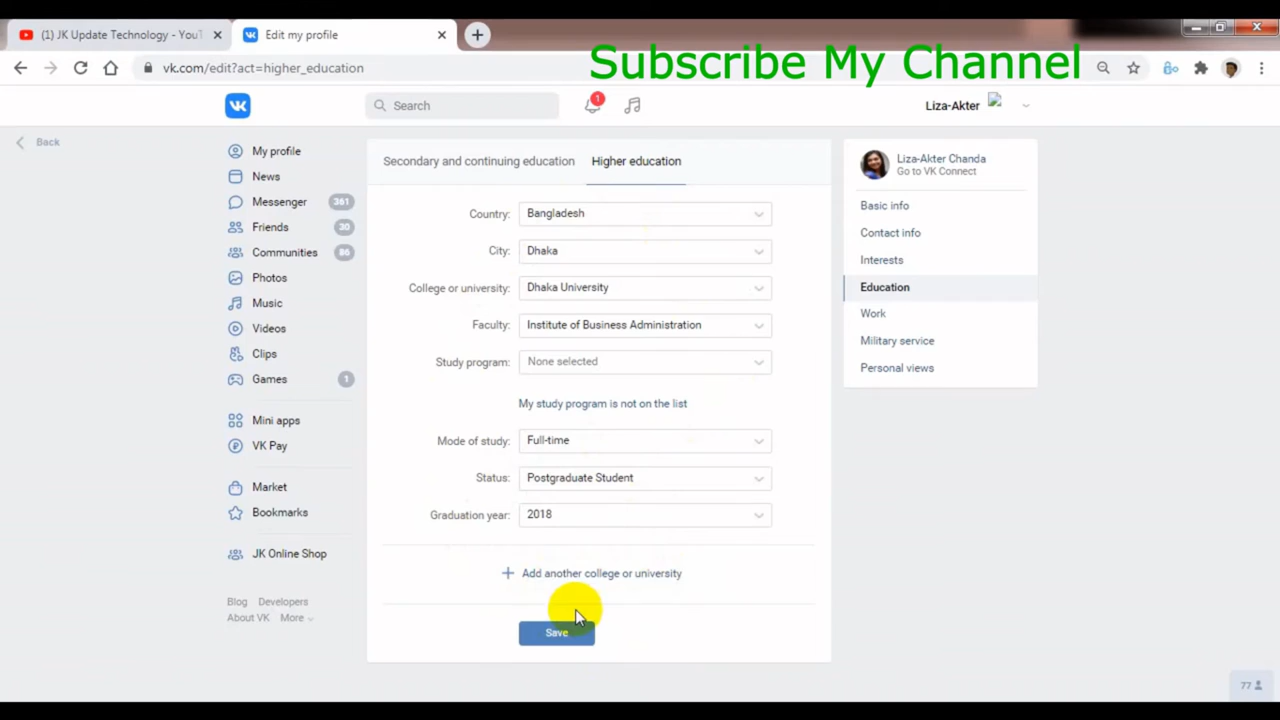 (1) JK Update Technology - YouT
Edit my profile
vk.com/edit?act=higher_education
Subscribe My Channel
Search
1
Liza-Akter
Back
My profile
News
Messenger 361
Friends 30
Communities 86
Photos
Music
Videos
Clips
Games 1
Mini apps
VK Pay
Market
Bookmarks
JK Online Shop
Blog Developers
About VK More
Secondary and continuing education Higher education
Country: Bangladesh
City: Dhaka
College or university: Dhaka University
Faculty: Institute of Business Administration
Study program: None selected
My study program is not on the list
Mode of study: Full-time
Status: Postgraduate Student
Graduation year: 2018
+ Add another college or university
Save
Liza-Akter Chanda
Go to VK Connect
Basic info
Contact info
Interests
Education
Work
Military service
Personal views
77